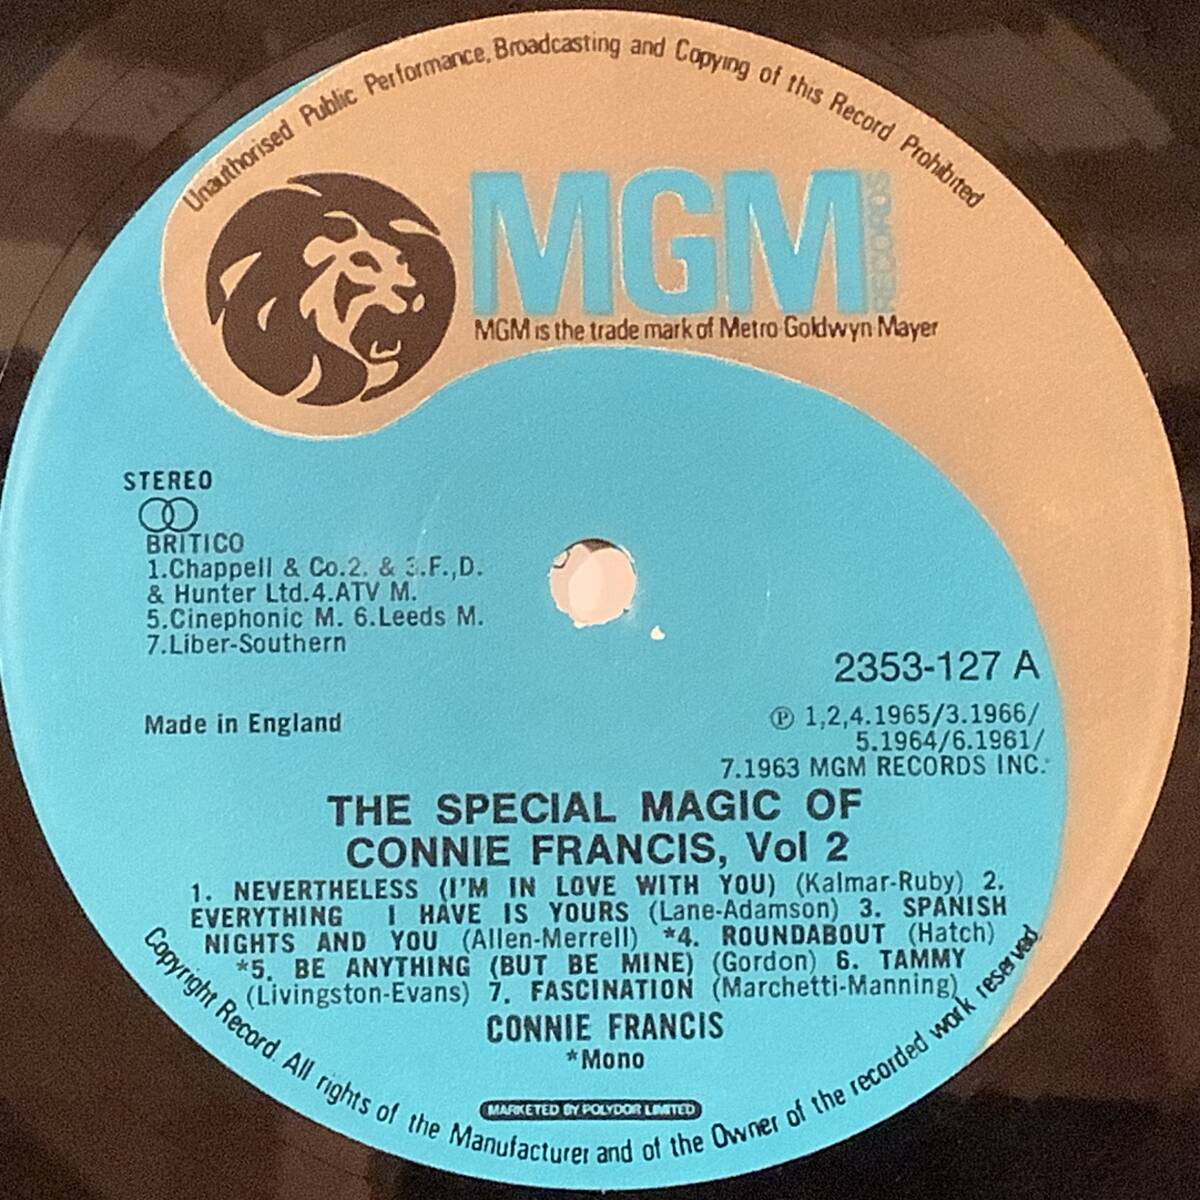 Unauthorised Public Performance, Broadcasting and Copying of this Record Prohibited
MGM
RECORDS
MGM is the trade mark of Metro Goldwyn Mayer
STEREO
BRITICO
1.Chappell & Co.2. & 3.F.,D.
& Hunter Ltd.4.ATV M.
5.Cinephonic M. 6.Leeds M.
7.Liber-Southern
Made in England
2353-127 A
Ⓟ 1,2,4.1965/3.1966/
5.1964/6.1961/
7.1963 MGM RECORDS INC.
THE SPECIAL MAGIC OF
CONNIE FRANCIS, Vol 2
1. NEVERTHELESS (I'M IN LOVE WITH YOU) (Kalmar-Ruby) 2.
EVERYTHING I HAVE IS YOURS (Lane-Adamson) 3. SPANISH
NIGHTS AND YOU (Allen-Merrell) *4. ROUNDABOUT (Hatch)
*5. BE ANYTHING (BUT BE MINE) (Gordon) 6. TAMMY
(Livingston-Evans) 7. FASCINATION (Marchetti-Manning)
CONNIE FRANCIS
*Mono
MARKETED BY POLYDOR LIMITED
Copyright Record. All rights of the Manufacturer and of the Owner of the recorded work reserved